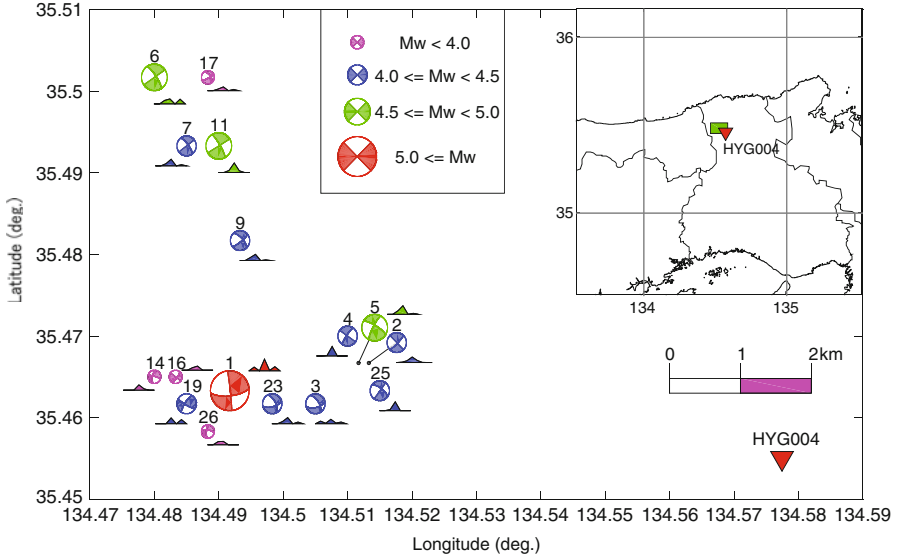 35.51
35.5
35.49
35.48
35.47
35.46
35.45
Latitude (deg.)
134.47 134.48 134.49 134.5 134.51 134.52 134.53 134.54 134.55 134.56 134.57 134.58 134.59
Longitude (deg.)
Mw < 4.0
4.0 <= Mw < 4.5
4.5 <= Mw < 5.0
5.0 <= Mw
6
17
7
11
9
5
4
2
14 16
1
19
23
3
25
26
36
35
134
135
HYG004
0 1 2km
HYG004